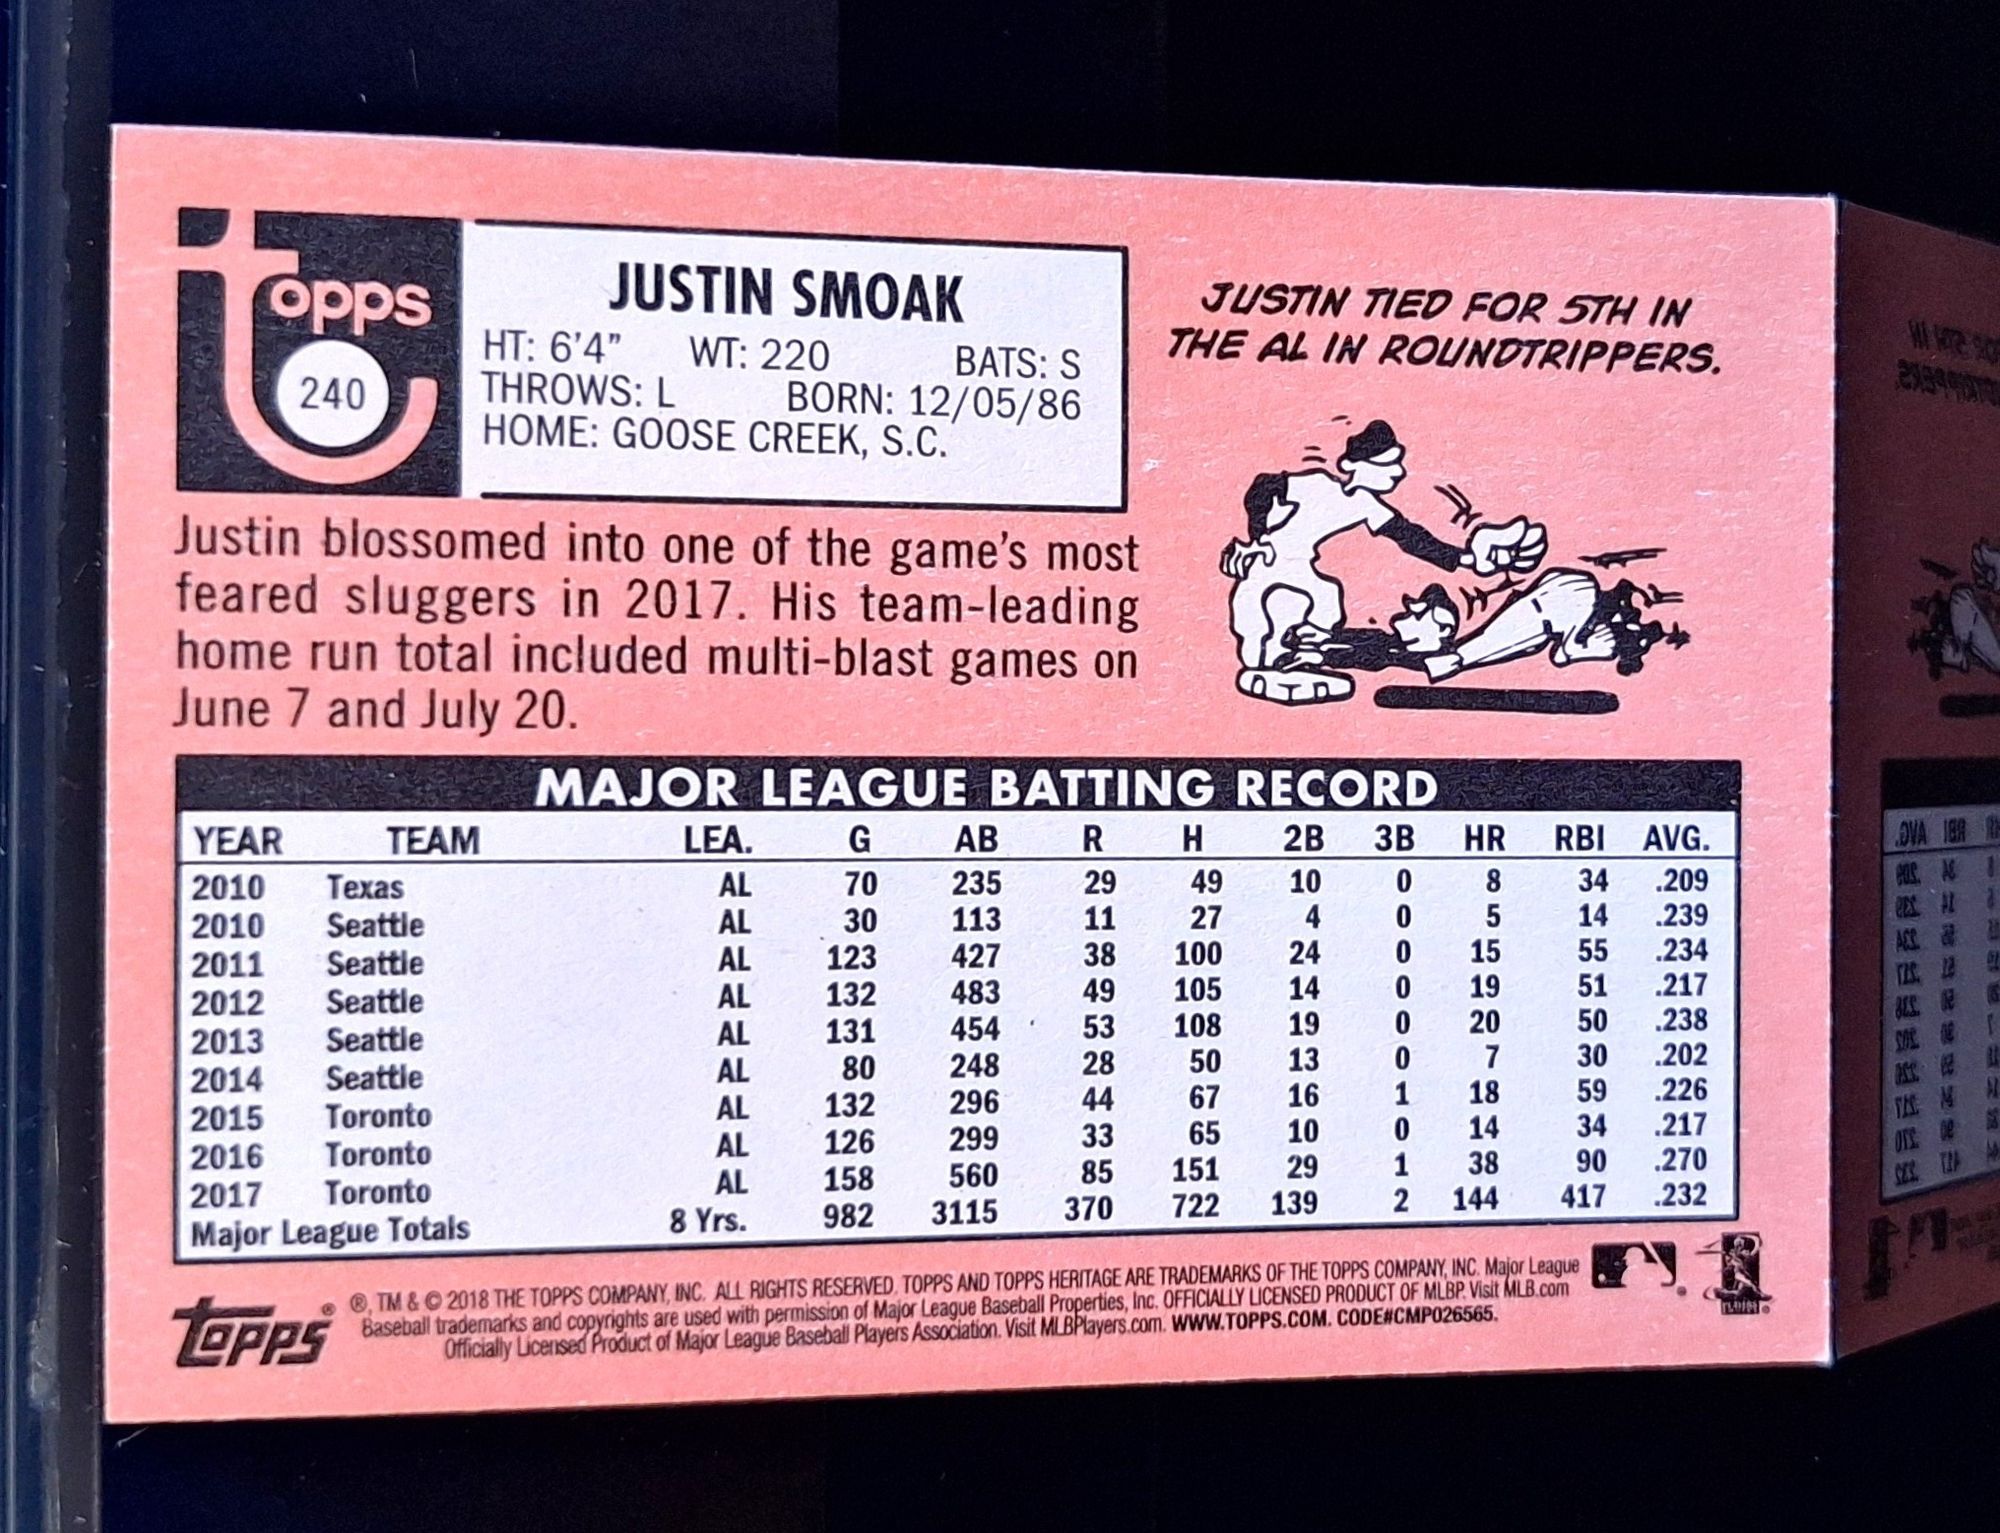 topps
240
JUSTIN SMOAK
HT: 6'4" WT: 220 BATS: S
THROWS: L BORN: 12/05/86
HOME: GOOSE CREEK, S.C.
JUSTIN TIED FOR 5TH IN
THE AL IN ROUNDTRIPPERS.
Justin blossomed into one of the game's most
feared sluggers in 2017. His team-leading
home run total included multi-blast games on
June 7 and July 20.
MAJOR LEAGUE BATTING RECORD
YEAR TEAM LEA. G AB R H 2B 3B HR RBI AVG.
2010 Texas AL 70 235 29 49 10 0 8 34 .209
2010 Seattle AL 30 113 11 27 4 0 5 14 .239
2011 Seattle AL 123 427 38 100 24 0 15 55 .234
2012 Seattle AL 132 483 49 105 14 0 19 51 .217
2013 Seattle AL 131 454 53 108 19 0 20 50 .238
2014 Seattle AL 80 248 28 50 13 0 7 30 .202
2015 Toronto AL 132 296 44 67 16 1 18 59 .226
2016 Toronto AL 126 299 33 65 10 0 14 34 .217
2017 Toronto AL 158 560 85 151 29 1 38 90 .270
Major League Totals 8 Yrs. 982 3115 370 722 139 2 144 417 .232
TOPPS ®
®, TM & © 2018 THE TOPPS COMPANY, INC. ALL RIGHTS RESERVED. TOPPS AND TOPPS HERITAGE ARE TRADEMARKS OF THE TOPPS COMPANY, INC. Major League
Baseball trademarks and copyrights are used with permission of Major League Baseball Properties, Inc. OFFICIALLY LICENSED PRODUCT OF MLBP. Visit MLB.com
Officially Licensed Product of Major League Baseball Players Association. Visit MLBPlayers.com. WWW.TOPPS.COM. CODE#CMP026565.